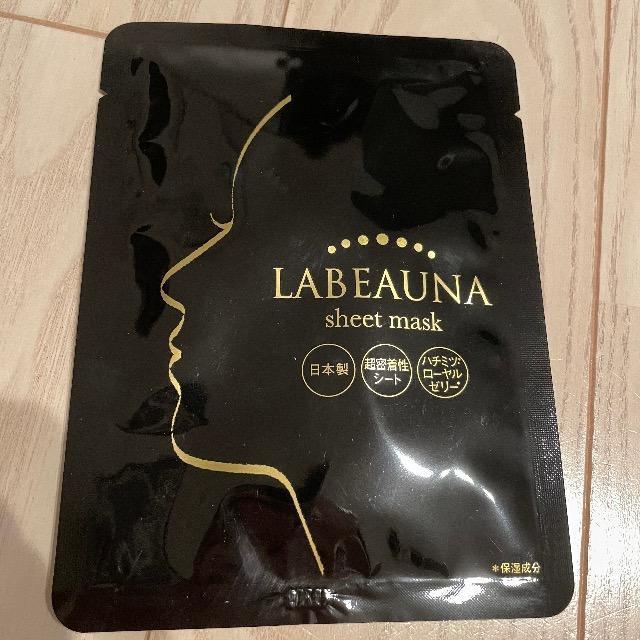 LABEAUNA
sheet mask
日本製
超密着性
シート
ハチミツ*
ローヤル
ゼリー*
*保湿成分